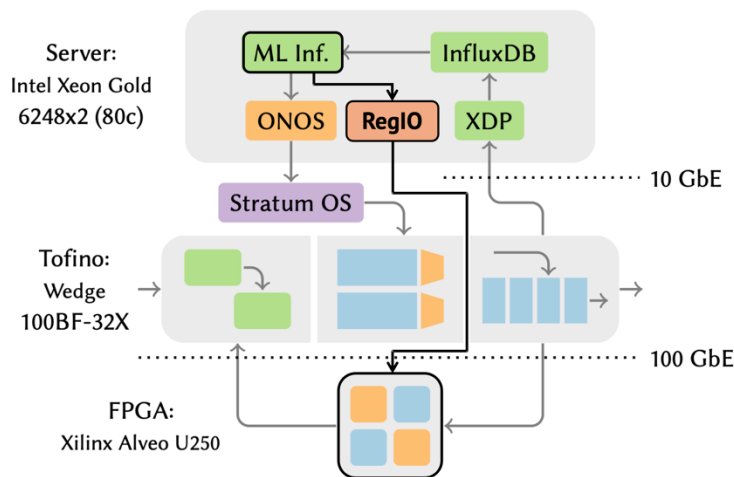 Server:
Intel Xeon Gold
6248x2 (80c)
ML Inf.
InfluxDB
ONOS
RegIO
XDP
10 GbE
Stratum OS
Tofino:
Wedge
100BF-32X
100 GbE
FPGA:
Xilinx Alveo U250